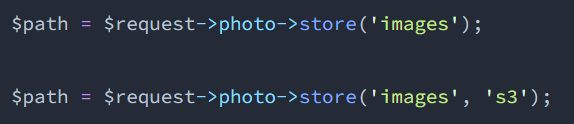 $path = $request->photo->store('images');
$path = $request->photo->store('images', 's3');